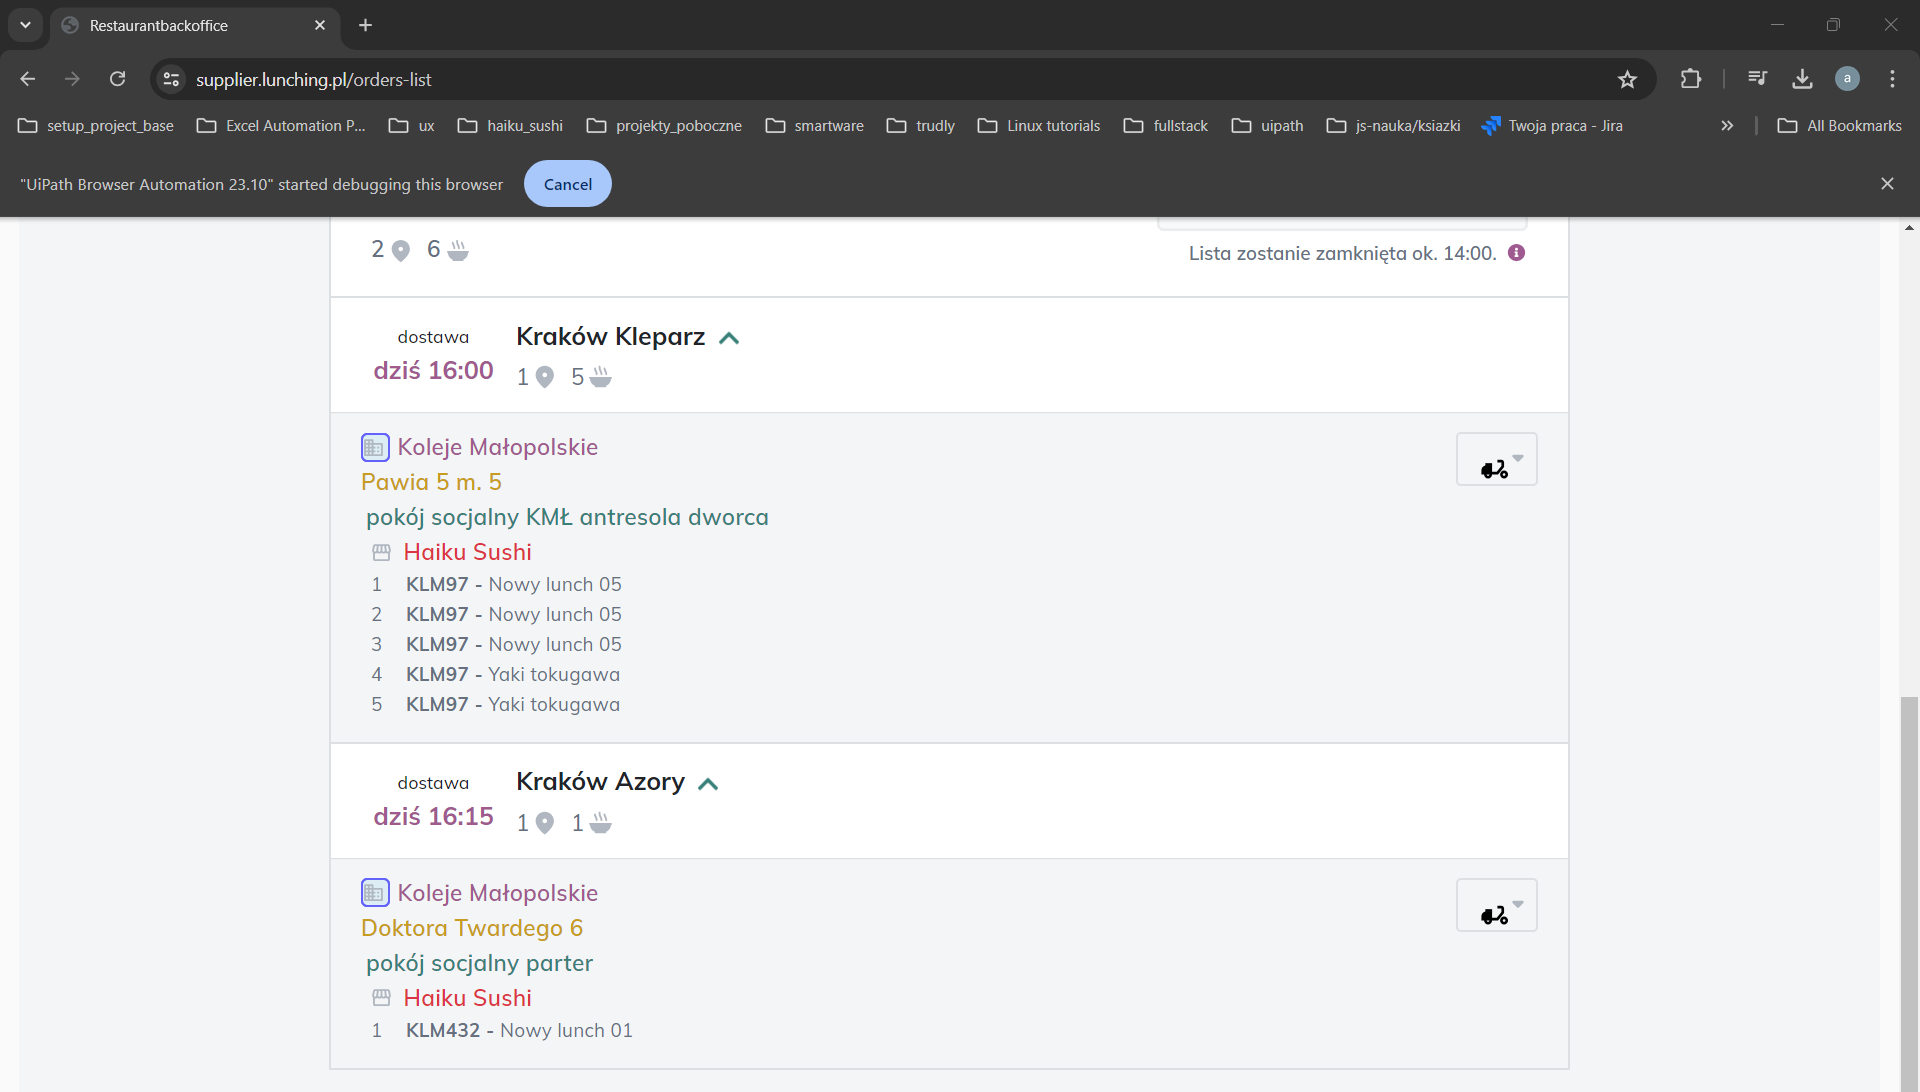 Restaurantbackoffice
supplier.lunching.pl/orders-list
a
setup_project_base
Excel Automation P...
ux
haiku_sushi
projekty_poboczne
smartware
trudly
Linux tutorials
fullstack
uipath
js-nauka/ksiazki
Twoja praca - Jira
All Bookmarks
"UiPath Browser Automation 23.10" started debugging this browser
Cancel
2 6
Lista zostanie zamknięta ok. 14:00.
dostawa
dziś 16:00
Kraków Kleparz
1 5
Koleje Małopolskie
Pawia 5 m. 5
pokój socjalny KMŁ antresola dworca
Haiku Sushi
1 KLM97 - Nowy lunch 05
2 KLM97 - Nowy lunch 05
3 KLM97 - Nowy lunch 05
4 KLM97 - Yaki tokugawa
5 KLM97 - Yaki tokugawa
dostawa
dziś 16:15
Kraków Azory
1 1
Koleje Małopolskie
Doktora Twardego 6
pokój socjalny parter
Haiku Sushi
1 KLM432 - Nowy lunch 01